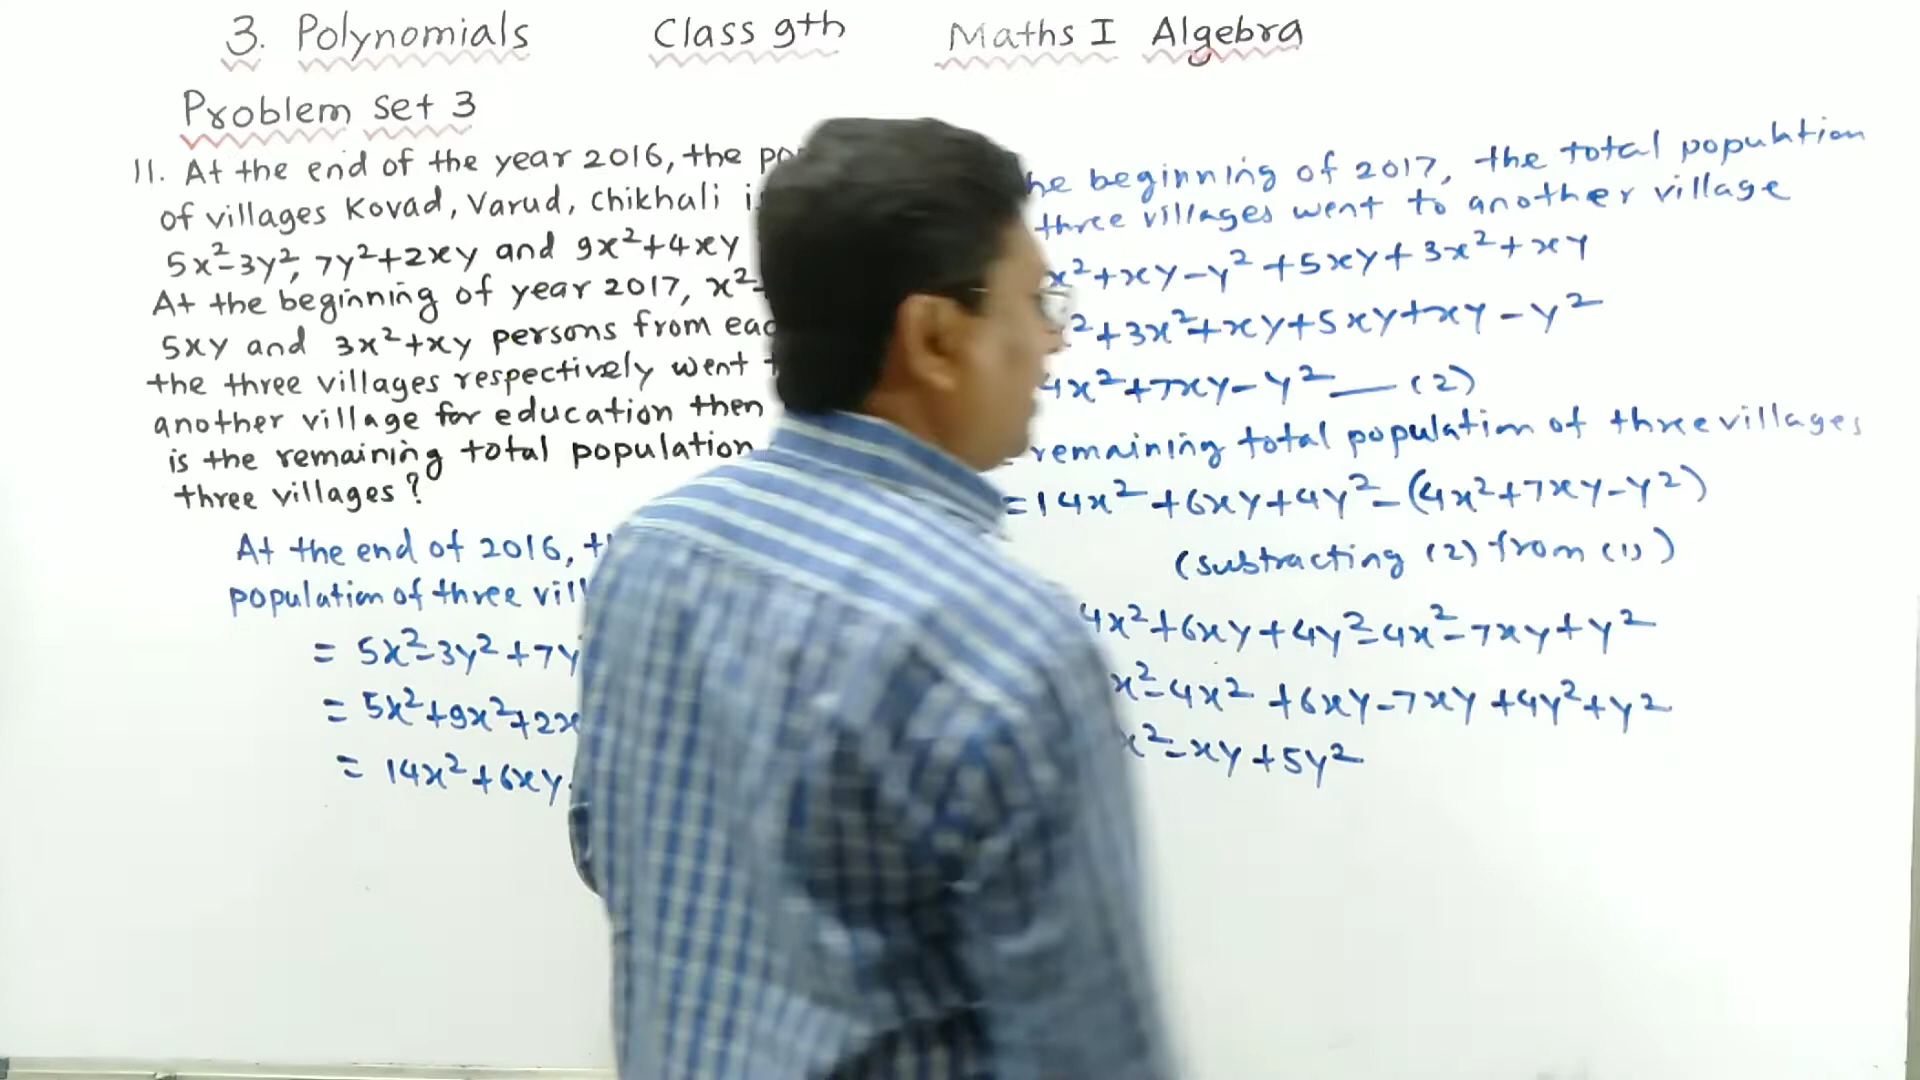 3. Polynomials Class 9th Maths I Algebra
Problem set 3
11. At the end of the year 2016, the
of villages Kovad, Varud, Chikhali
5x²-3y², 7y²+2xy and 9x²+4xy
At the beginning of year 2017, x²
5xy and 3x²+xy persons from
the three villages respectively went
another village for education then
is the remaining total population
three villages?
At the end of 2016,
population of three
= 5x²-3y²+7y
= 5x²+9x²+2x
= 14x²+6xy
beginning of 2017, the total population
three villages went to another village
x²+xy-y²+5xy+3x²+xy
²+3x²+xy+5xy+xy-y²
4x²+7xy-y² — (2)
remaining total population of three villages
=14x²+6xy+4y²-(4x²+7xy-y²)
(subtracting (2) from (1))
4x²+6xy+4y²-4x²-7xy+y²
x²-4x²+6xy-7xy+4y²+y²
x²-xy+5y²